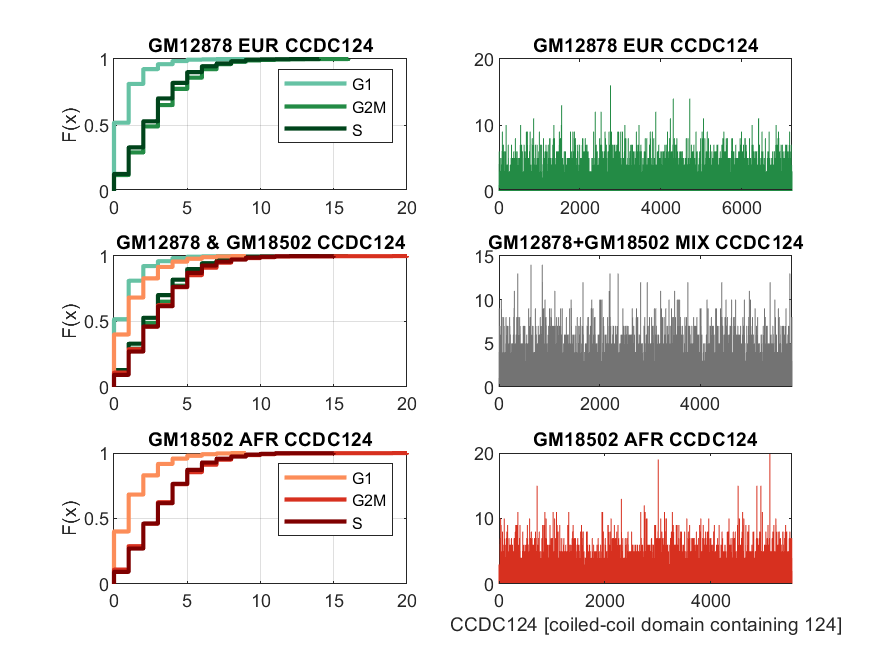 GM12878 EUR CCDC124
1
0.5
1
F(x)
0 5 10 15 20
G1
G2M
S
GM12878 EUR CCDC124
20
10
0
0 2000 4000 6000
GM12878 & GM18502 CCDC124
1
0.5
0
F(x)
0 5 10 15 20
GM12878+GM18502 MIX CCDC124
15
10
5
0
0 2000 4000
GM18502 AFR CCDC124
1
0.5
0
F(x)
0 5 10 15 20
G1
G2M
S
GM18502 AFR CCDC124
20
10
0
0 2000 4000
CCDC124 [coiled-coil domain containing 124]